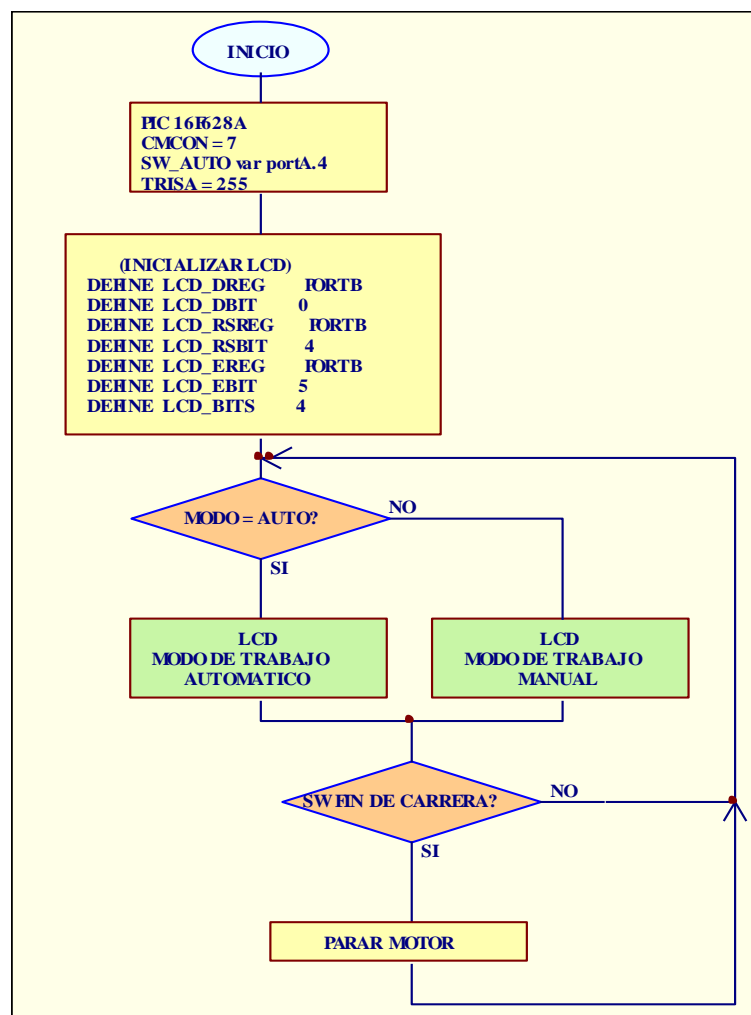 INICIO
PIC 16F628A
CMCON = 7
SW_AUTO var portA.4
TRISA = 255
(INICIALIZAR LCD)
DEFINE LCD_DREG PORTB
DEFINE LCD_DBIT 0
DEFINE LCD_RSREG PORTB
DEFINE LCD_RSBIT 4
DEFINE LCD_EREG PORTB
DEFINE LCD_EBIT 5
DEFINE LCD_BITS 4
MODO = AUTO?
NO
SI
LCD
MODO DE TRABAJO
AUTOMATICO
LCD
MODO DE TRABAJO
MANUAL
SW FIN DE CARRERA?
NO
SI
PARAR MOTOR